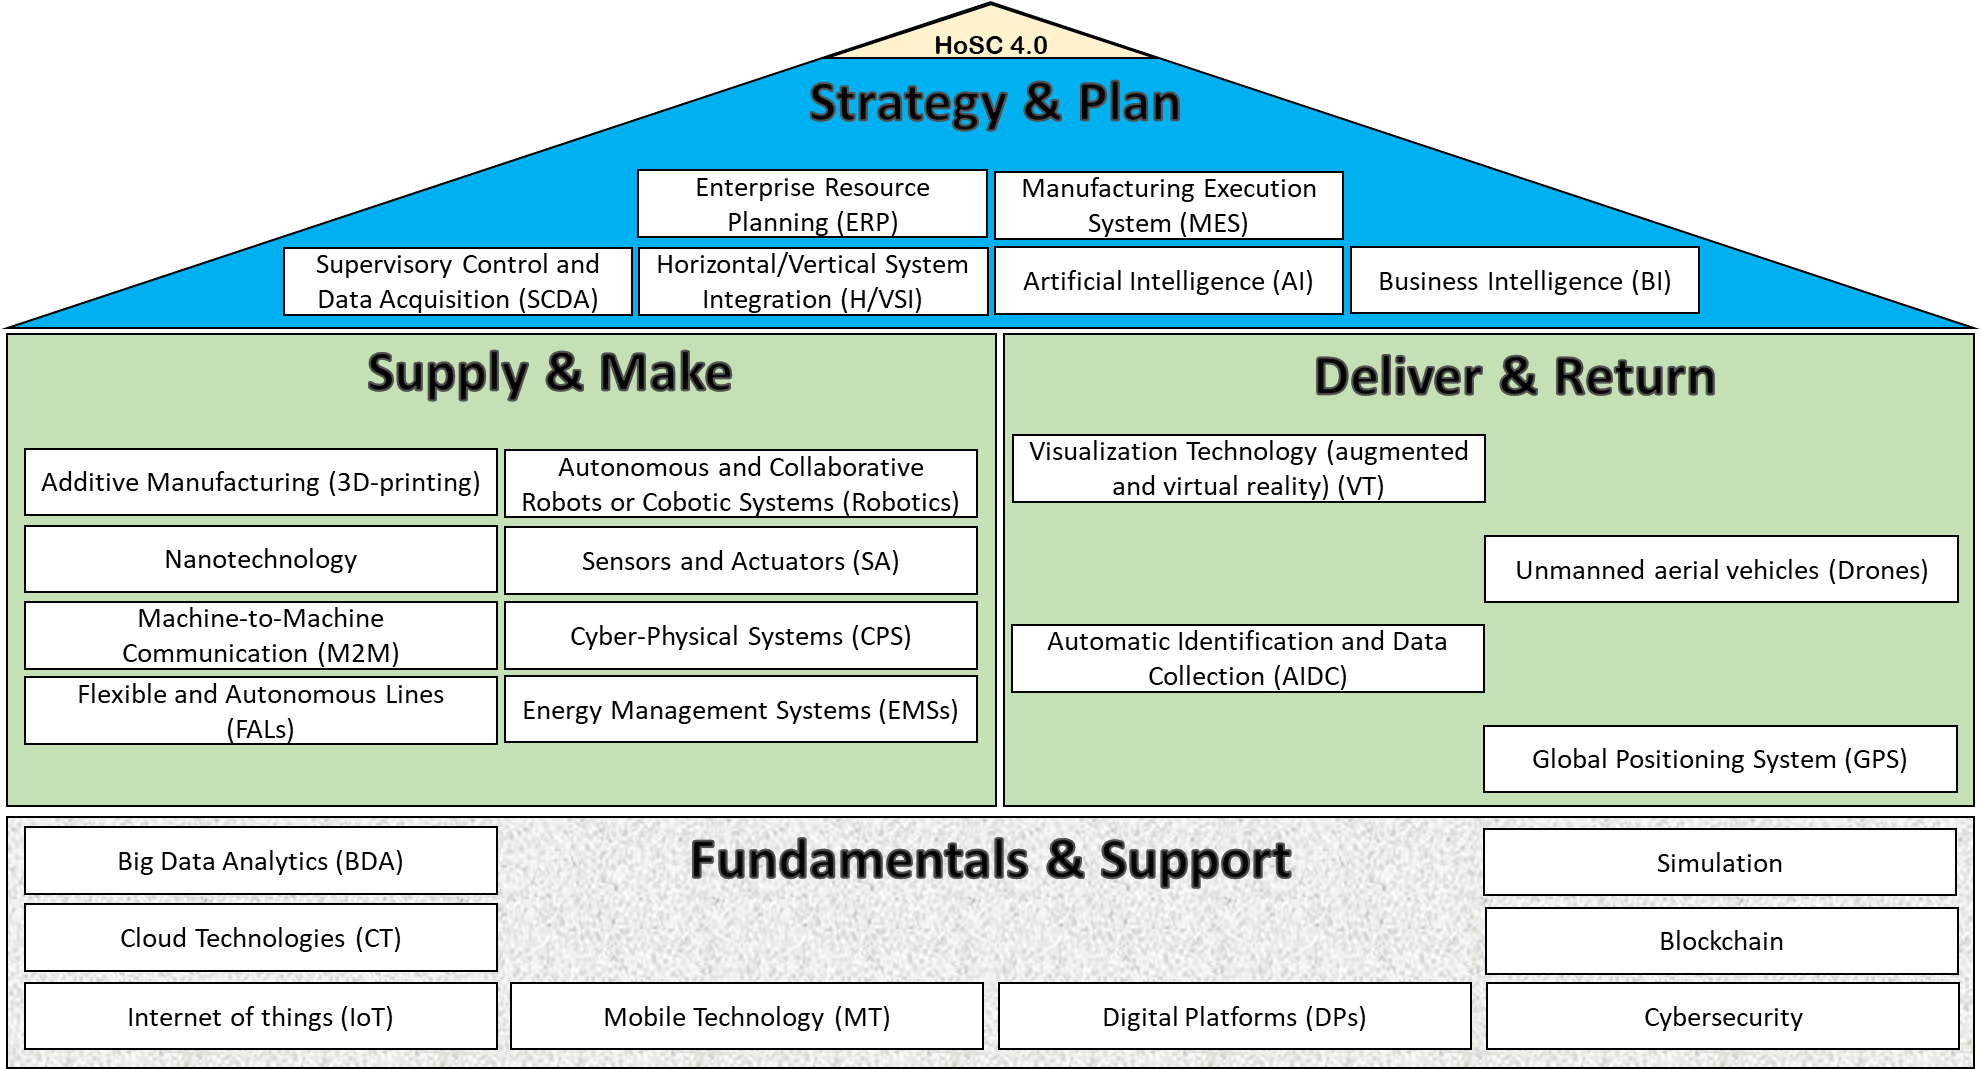 HoSC 4.0
Strategy & Plan
Enterprise Resource
Planning (ERP)
Manufacturing Execution
System (MES)
Supervisory Control and
Data Acquisition (SCDA)
Horizontal/Vertical System
Integration (H/VSI)
Artificial Intelligence (AI)
Business Intelligence (BI)
Supply & Make
Additive Manufacturing (3D-printing)
Autonomous and Collaborative
Robots or Cobotic Systems (Robotics)
Nanotechnology
Sensors and Actuators (SA)
Machine-to-Machine
Communication (M2M)
Cyber-Physical Systems (CPS)
Flexible and Autonomous Lines
(FALs)
Energy Management Systems (EMSs)
Deliver & Return
Visualization Technology (augmented
and virtual reality) (VT)
Unmanned aerial vehicles (Drones)
Automatic Identification and Data
Collection (AIDC)
Global Positioning System (GPS)
Fundamentals & Support
Big Data Analytics (BDA)
Simulation
Cloud Technologies (CT)
Blockchain
Internet of things (IoT)
Mobile Technology (MT)
Digital Platforms (DPs)
Cybersecurity